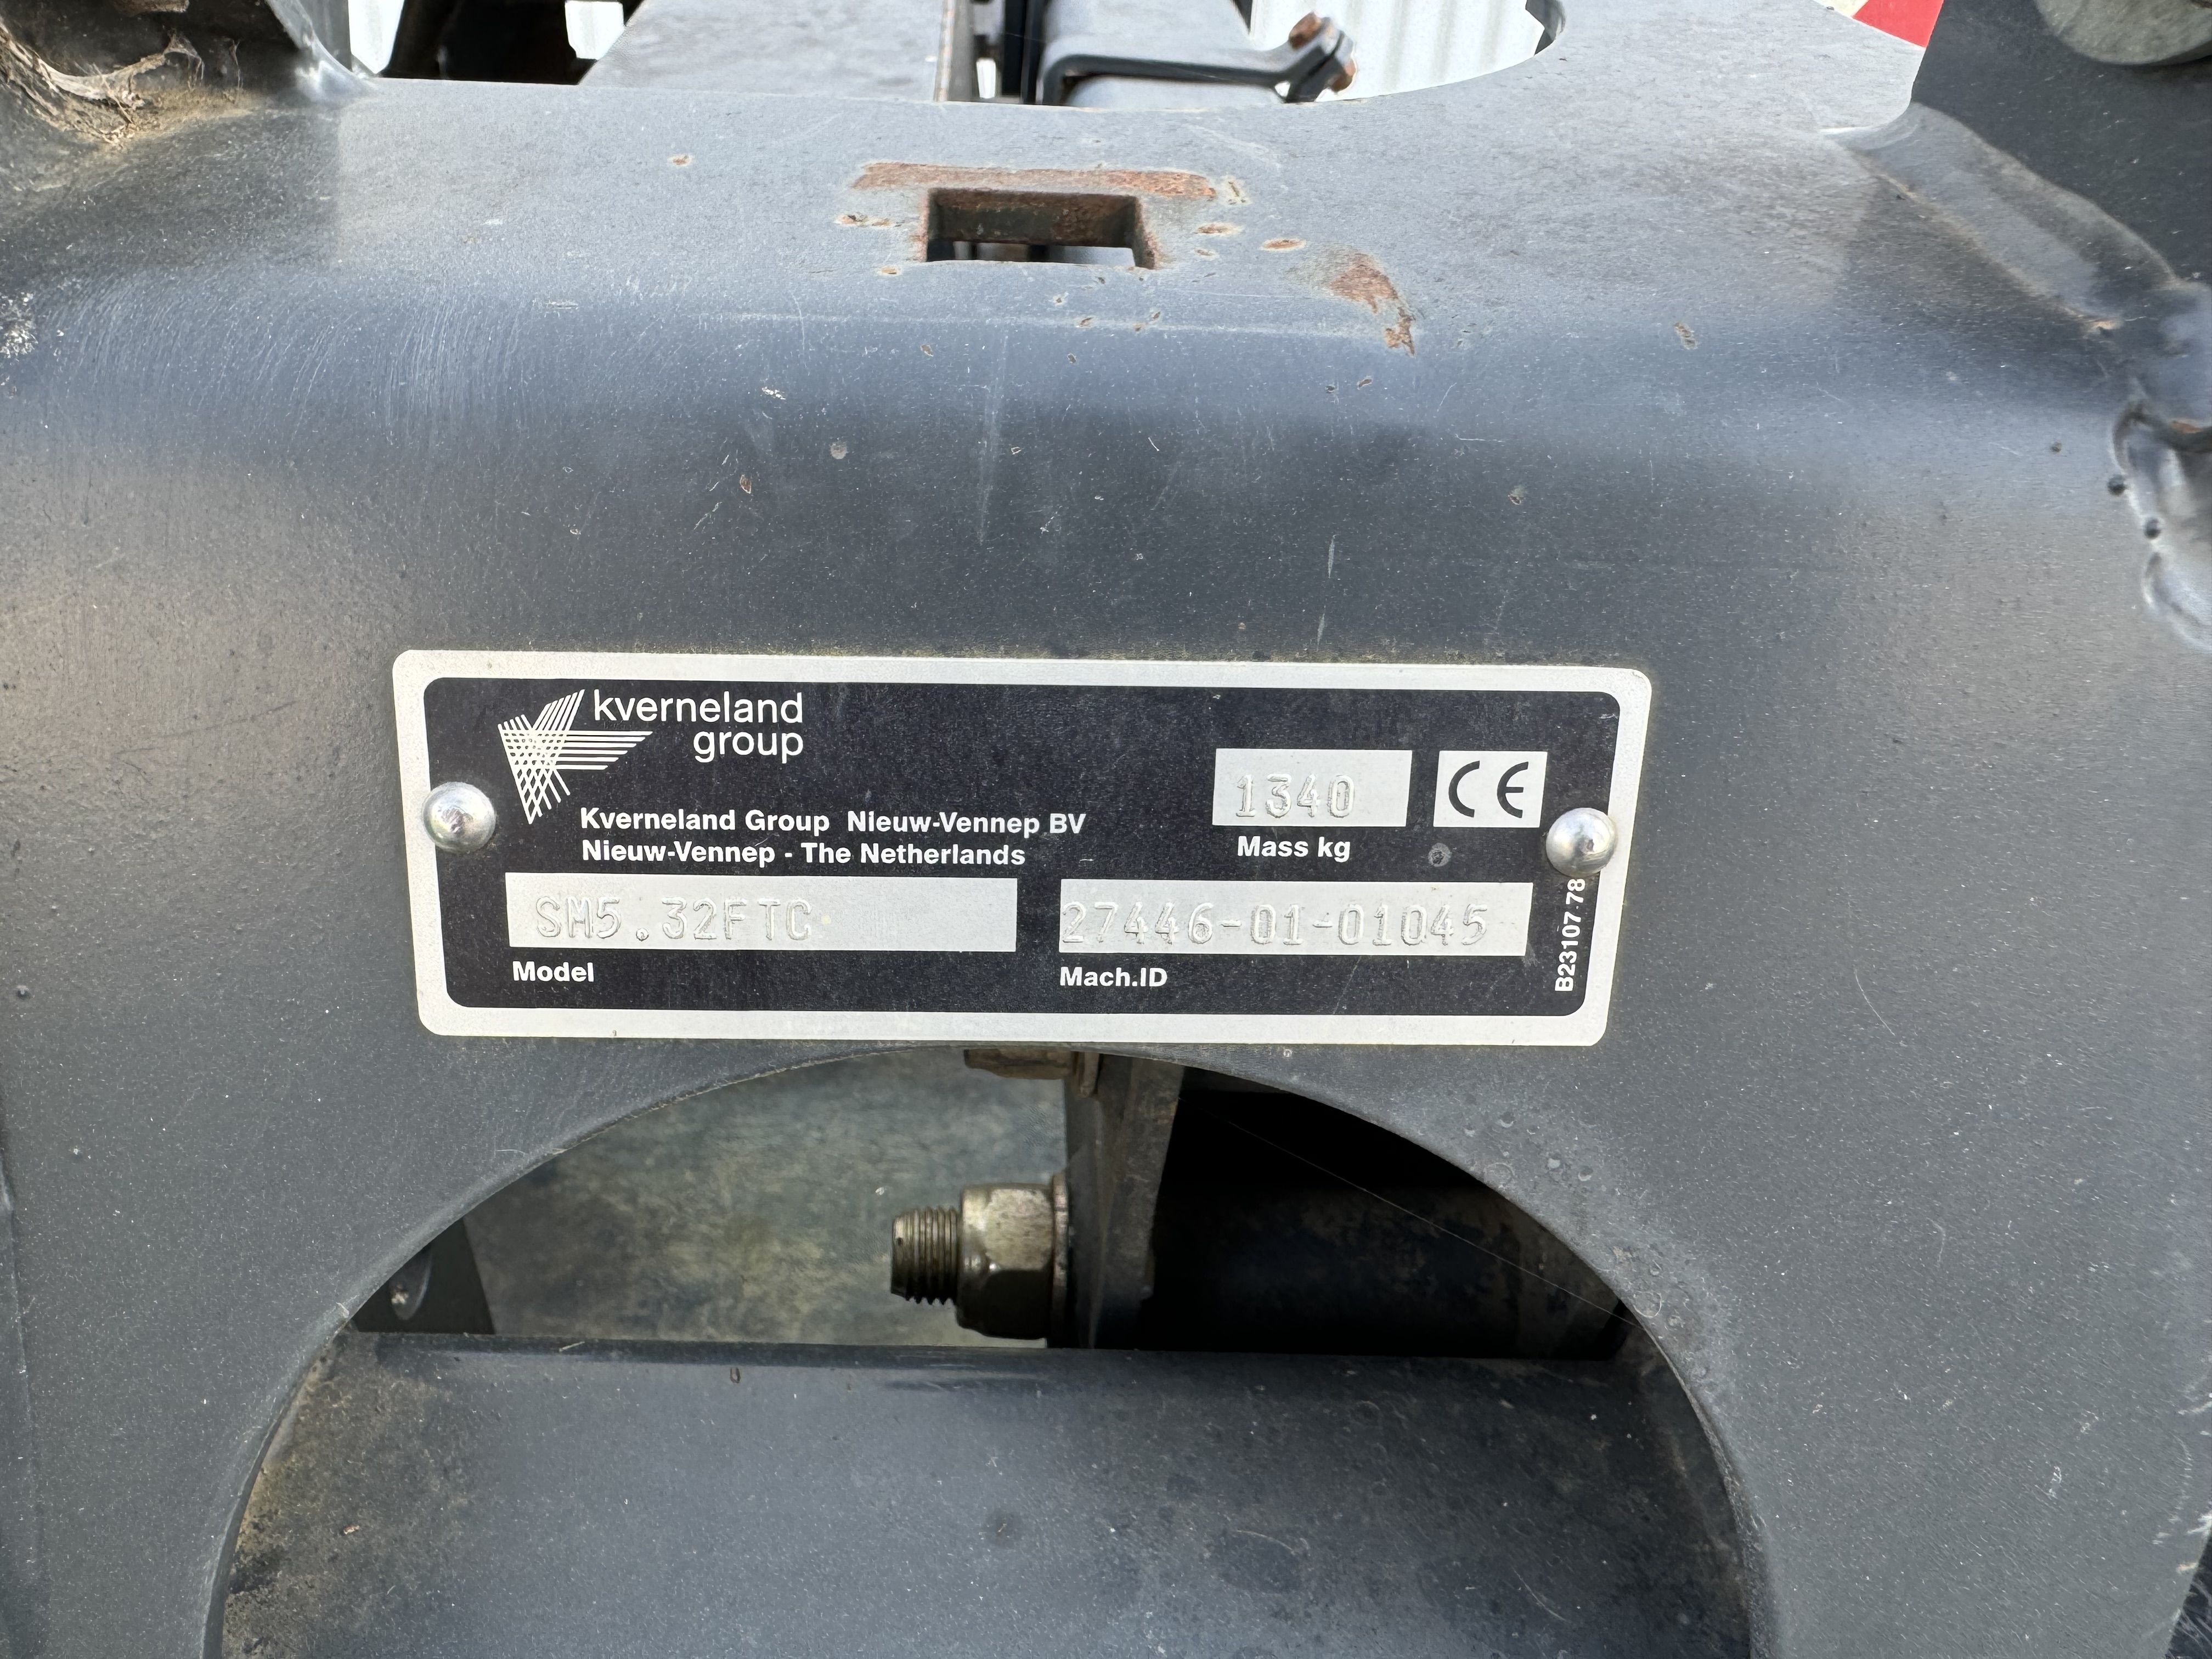 kverneland
group
Kverneland Group Nieuw-Vennep BV
Nieuw-Vennep - The Netherlands
1340
CE
Mass kg
SM5.32FTC
Model
27446-01-01045
Mach.ID
B23107 78